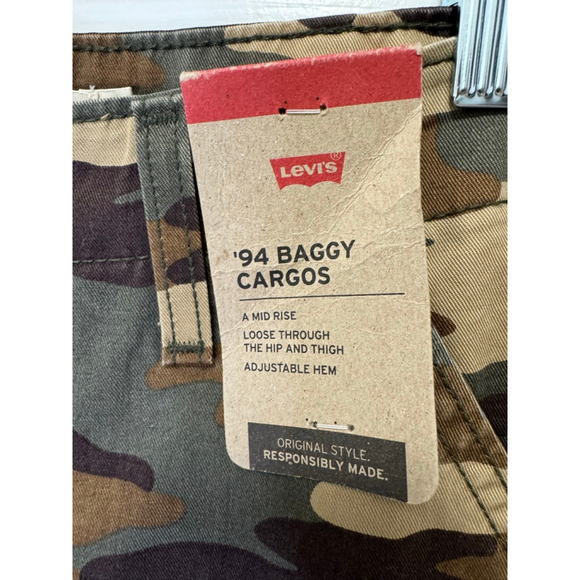 Levi's®
'94 BAGGY
CARGOS
A MID RISE
LOOSE THROUGH
THE HIP AND THIGH
ADJUSTABLE HEM
ORIGINAL STYLE.
RESPONSIBLY MADE.